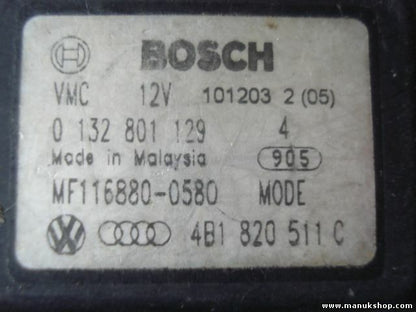 BOSCH
VMC 12V 101203 2 (05)
0 132 801 129 4
Made in Malaysia 905
MF116880-0580 MODE
4B1 820 511 C
www.manukshop.com